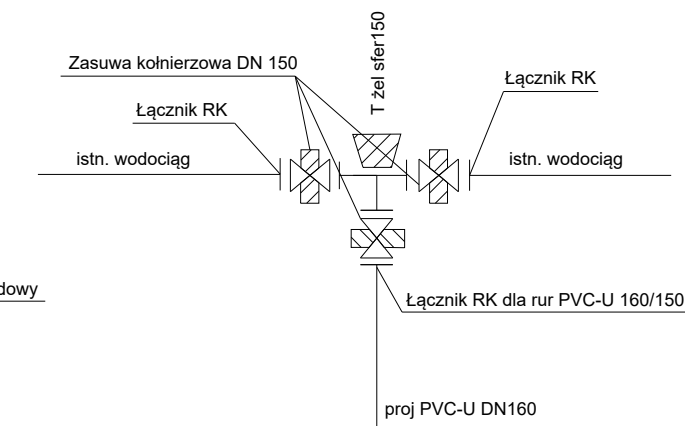 T żel sfer150
Zasuwa kołnierzowa DN 150
Łącznik RK
Łącznik RK
istn. wodociąg
istn. wodociąg
dowy
Łącznik RK dla rur PVC-U 160/150
proj PVC-U DN160